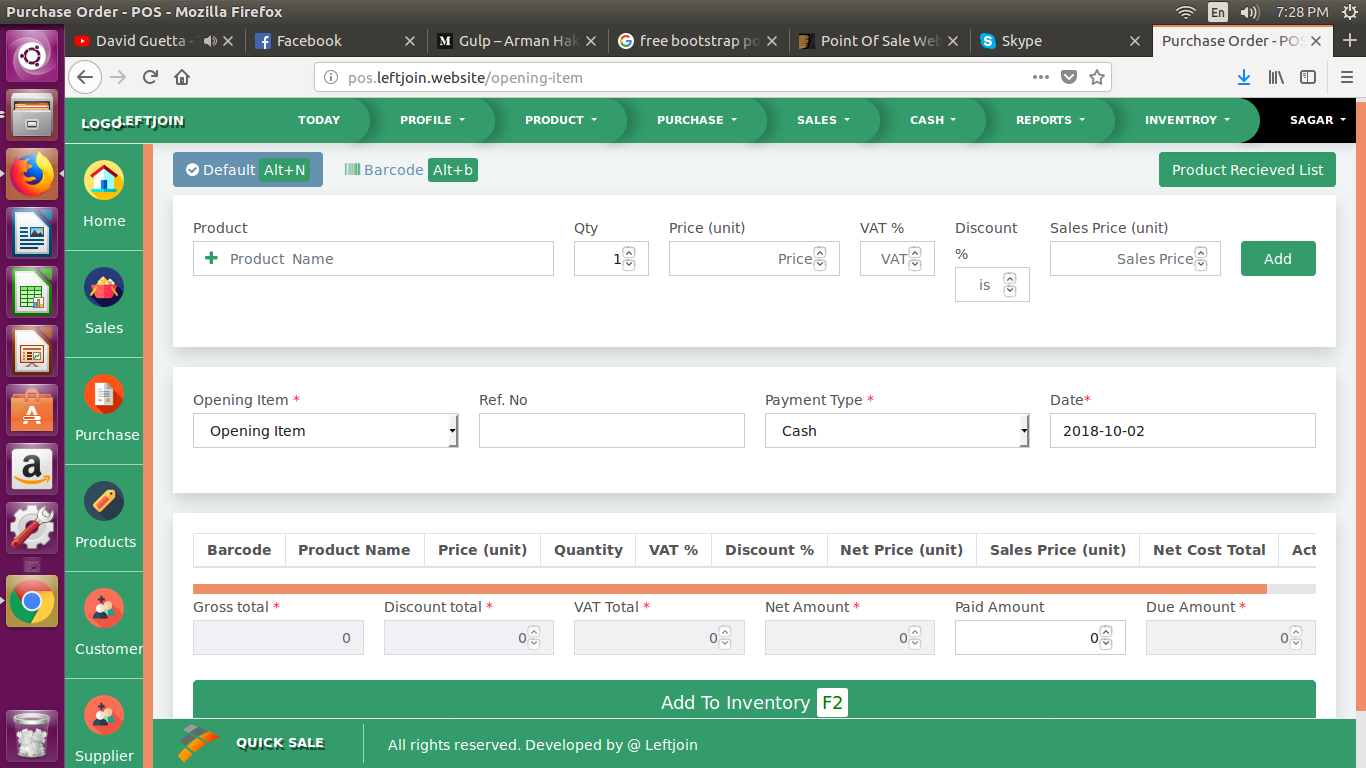 Purchase Order - POS - Mozilla Firefox
En 7:28 PM
David Guetta - Facebook Gulp – Arman Hak free bootstrap po Point Of Sale Web Skype Purchase Order - POS
pos.leftjoin.website/opening-item
LOGO LEFTJOIN TODAY PROFILE PRODUCT PURCHASE SALES CASH REPORTS INVENTROY SAGAR
Default Alt+N Barcode Alt+b Product Recieved List
Home
Sales
Purchase
Products
Customer
Supplier
Product Qty Price (unit) VAT % Discount % Sales Price (unit)
Product Name 1 Price VAT is Sales Price Add
Opening Item * Ref. No Payment Type * Date*
Opening Item Cash 2018-10-02
Barcode Product Name Price (unit) Quantity VAT % Discount % Net Price (unit) Sales Price (unit) Net Cost Total Act
Gross total * Discount total * VAT Total * Net Amount * Paid Amount Due Amount *
0 0 0 0 0 0
Add To Inventory F2
QUICK SALE All rights reserved. Developed by @ Leftjoin